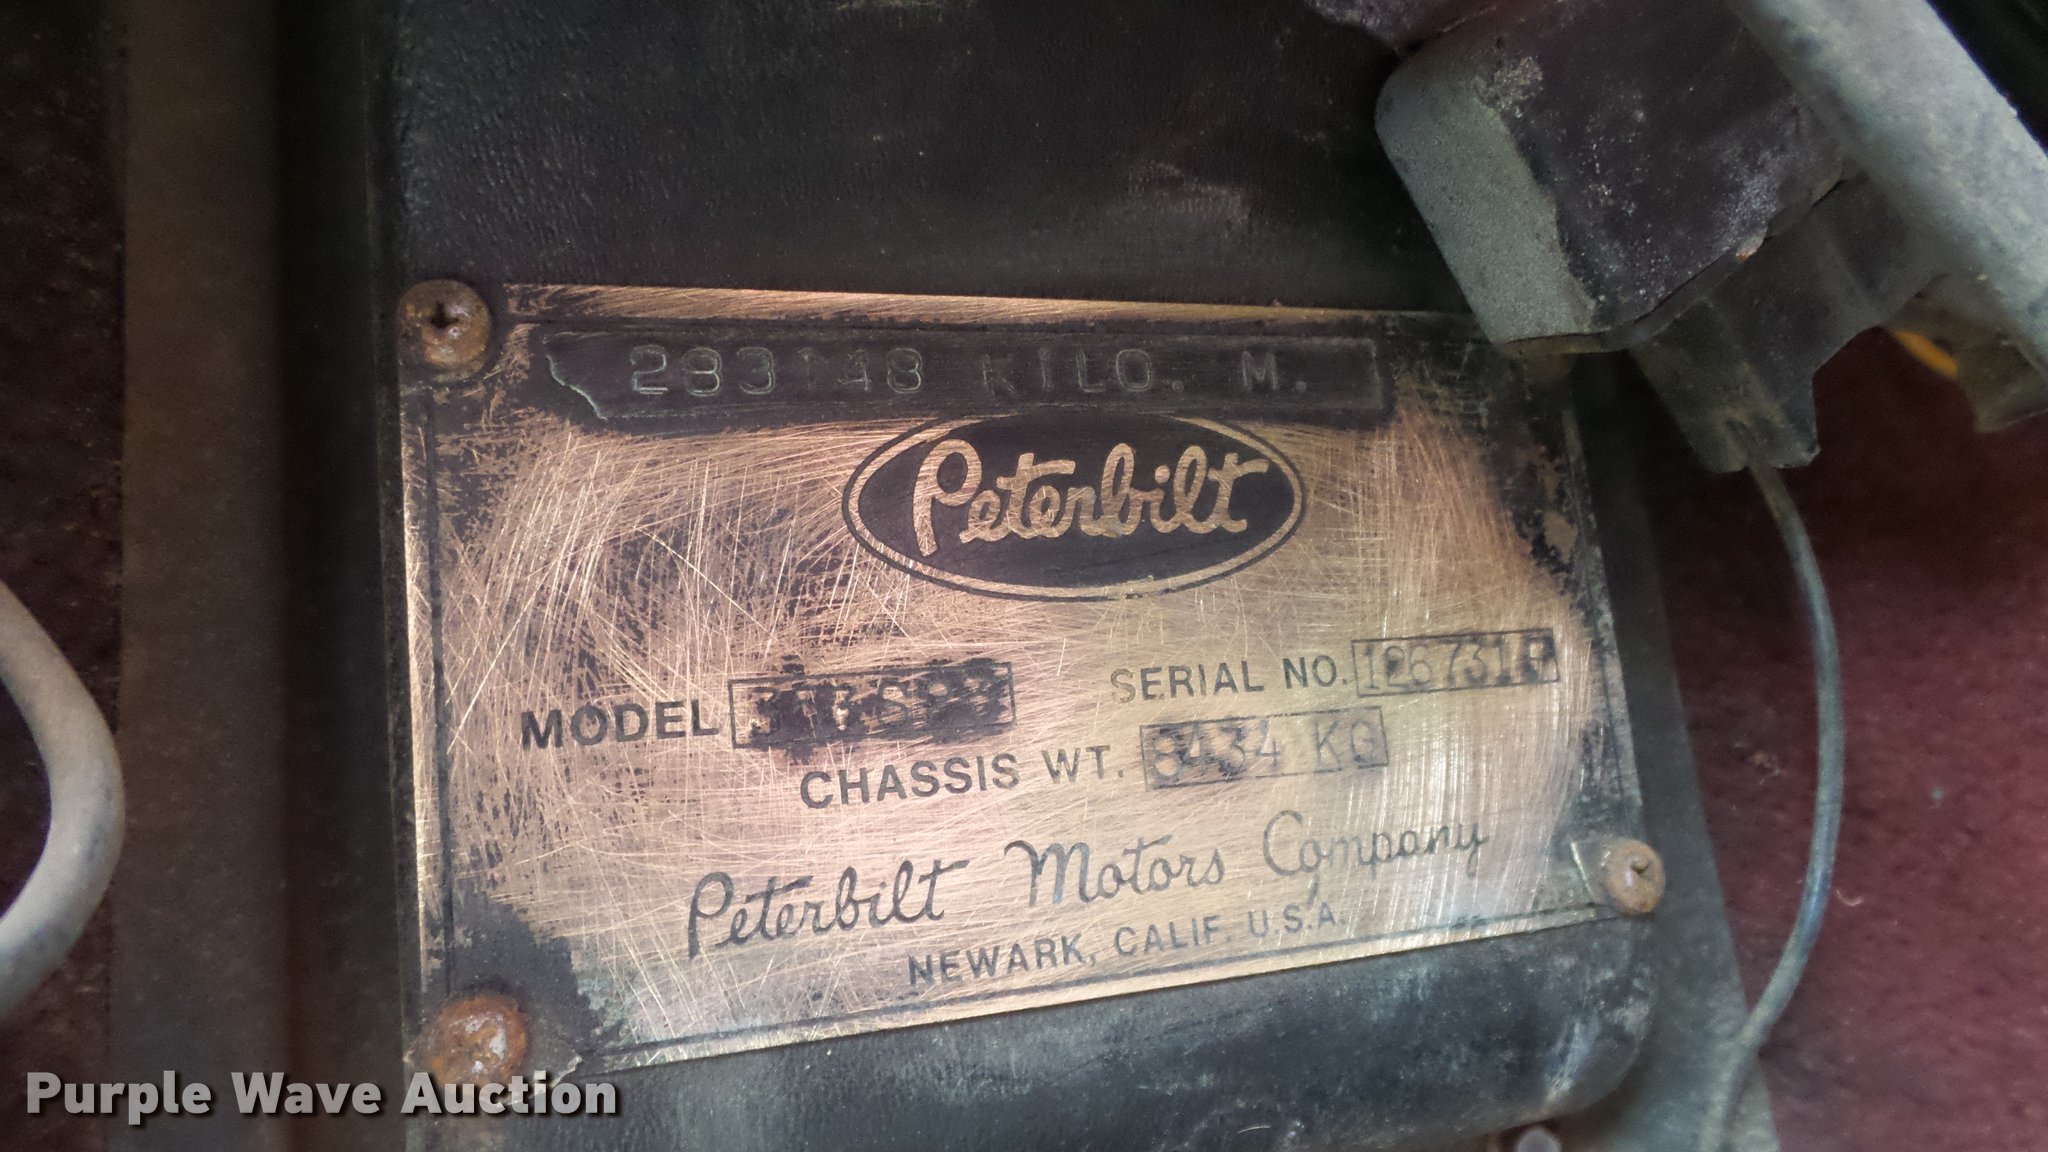 283148 KILO. M.
Peterbilt
MODEL
SERIAL NO. 126731P
CHASSIS WT. 8434 KG
Peterbilt Motors Company
NEWARK, CALIF. U.S.A.
Purple Wave Auction